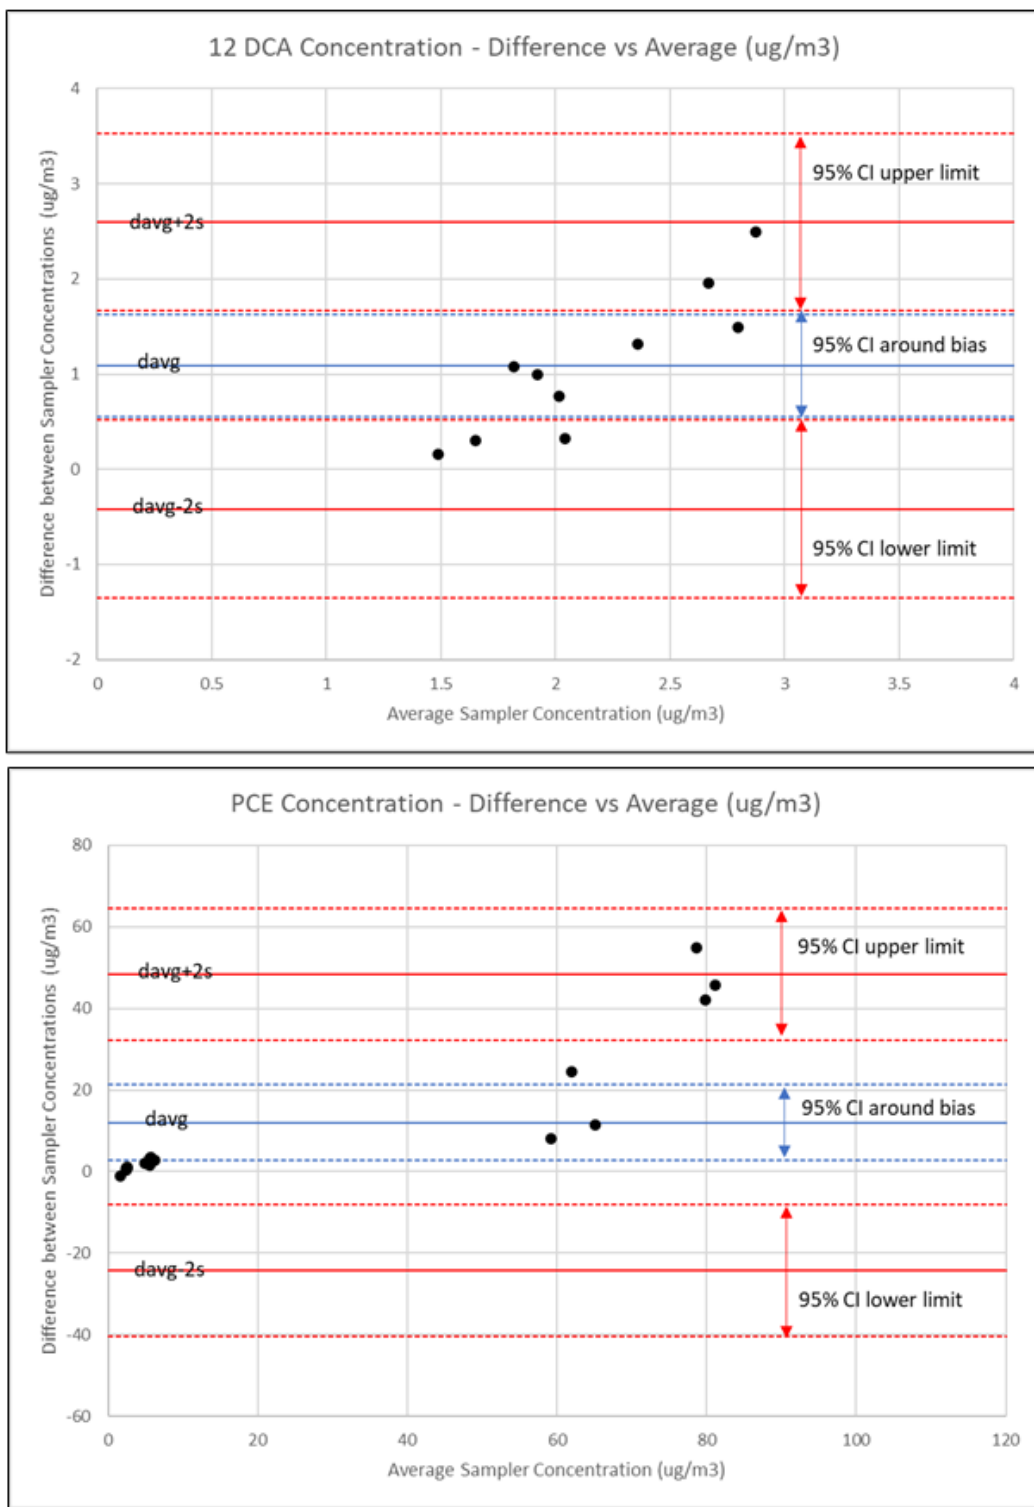 12 DCA Concentration - Difference vs Average (ug/m3)
Difference between Sampler Concentrations (ug/m3)
4
3
2
1
0
-1
-2
davg+2s
davg
davg-2s
95% CI upper limit
95% CI around bias
95% CI lower limit
0
0.5
1
1.5
2
2.5
3
3.5
4
Average Sampler Concentration (ug/m3)
PCE Concentration - Difference vs Average (ug/m3)
Difference between Sampler Concentrations (ug/m3)
80
60
40
20
0
-20
-40
-60
davg+2s
davg
davg-2s
95% CI upper limit
95% CI around bias
95% CI lower limit
0
20
40
60
80
100
120
Average Sampler Concentration (ug/m3)